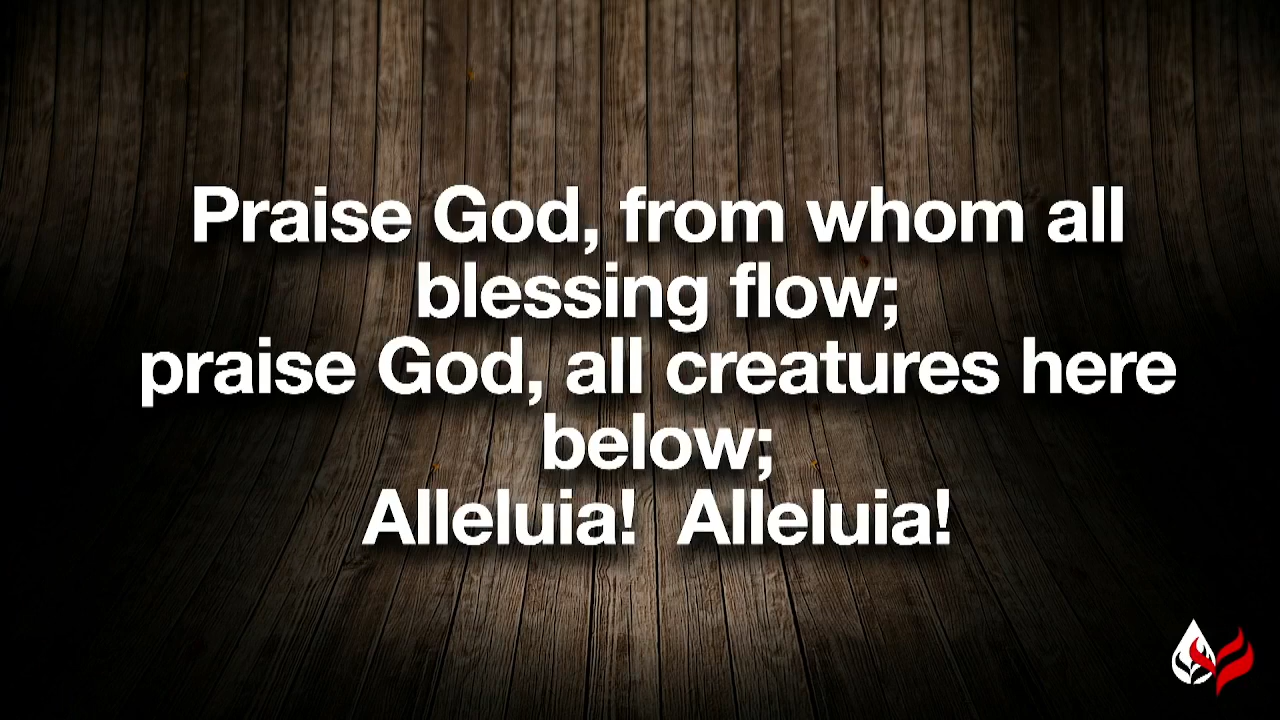 Praise God, from whom all
blessing flow;
praise God, all creatures here
below;
Alleluia!  Alleluia!